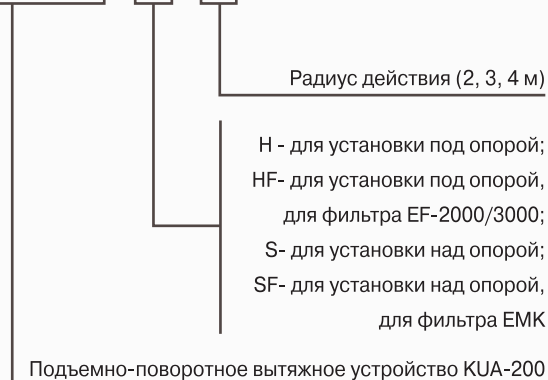 Радиус действия (2, 3, 4 м)
H - для установки под опорой;
HF- для установки под опорой,
для фильтра EF-2000/3000;
S- для установки над опорой;
SF- для установки над опорой,
для фильтра EMK
Подъемно-поворотное вытяжное устройство KUA-200